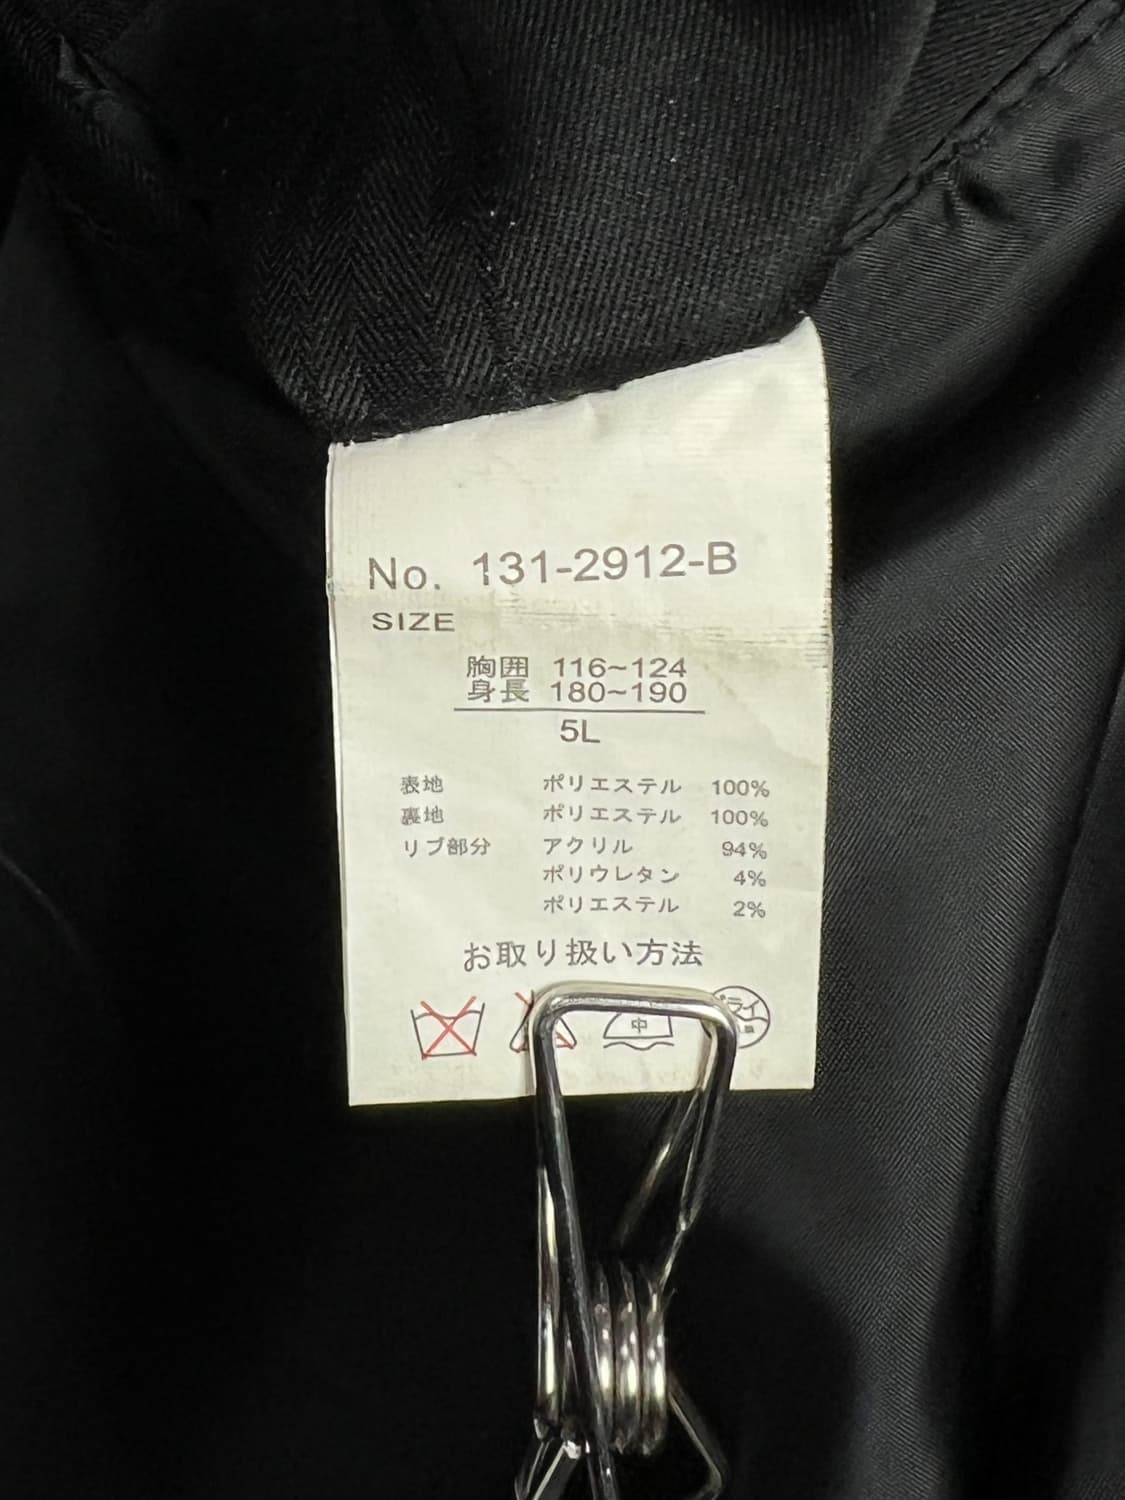 No. 131-2912-B
SIZE
胸囲 116~124
身長 180~190
5L
表地 ポリエステル 100%
裏地 ポリエステル 100%
リブ部分 アクリル 94%
ポリウレタン 4%
ポリエステル 2%
お取り扱い方法
中